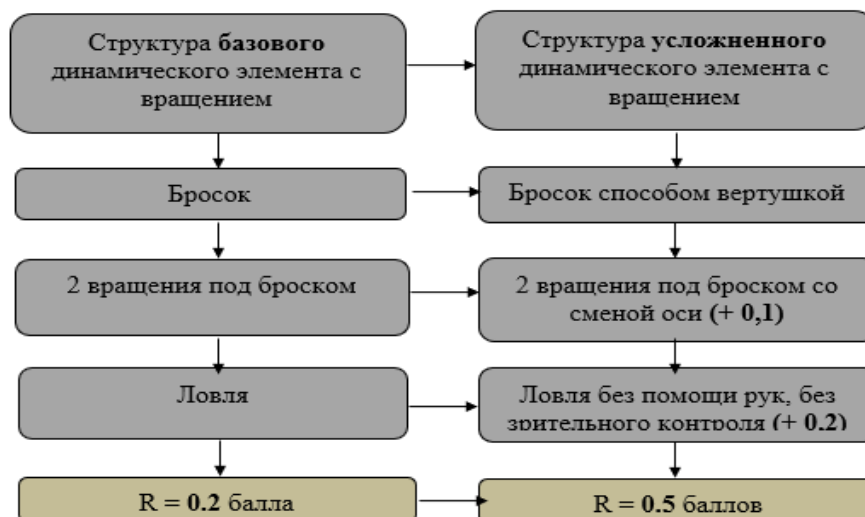 Структура базового
динамического элемента с
вращением
Структура усложненного
динамического элемента с
вращением
Бросок
Бросок способом вертушкой
2 вращения под броском
2 вращения под броском со
сменой оси (+ 0,1)
Ловля
Ловля без помощи рук, без
зрительного контроля (+ 0.2)
R = 0.2 балла
R = 0.5 баллов